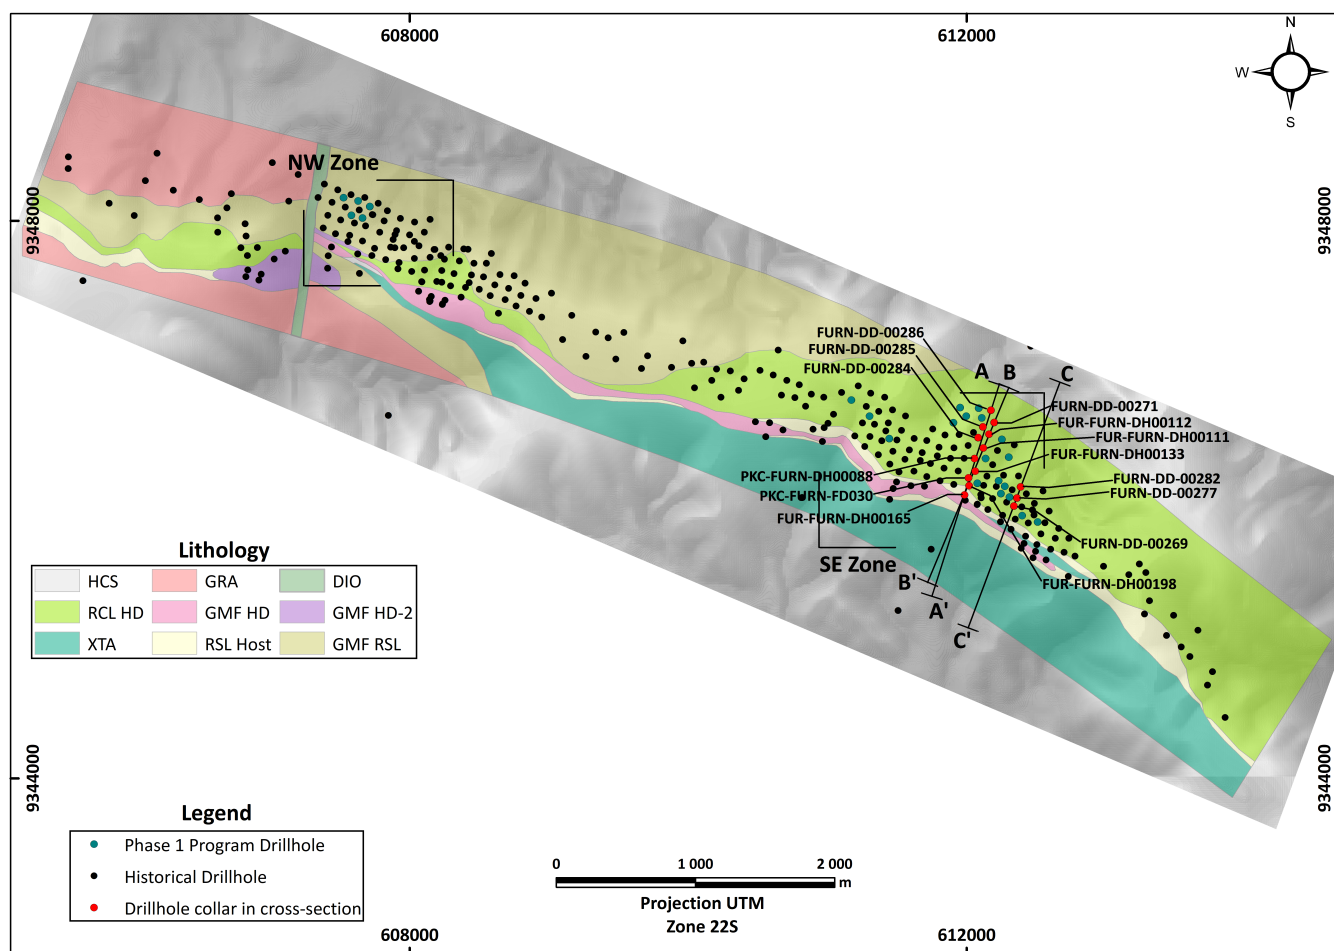 608000
612000
N
W
E
S
9348000
9348000
NW Zone
FURN-DD-00286
FURN-DD-00285
FURN-DD-00284
A
B
C
FURN-DD-00271
FUR-FURN-DH00112
FUR-FURN-DH00111
FUR-FURN-DH00133
PKC-FURN-DH00088
FURN-DD-00282
FURN-DD-00277
PKC-FURN-FD030
FUR-FURN-DH00165
FURN-DD-00269
SE Zone
FUR-FURN-DH00198
B'
A'
C'
Lithology
HCS
GRA
DIO
RCL HD
GMF HD
GMF HD-2
XTA
RSL Host
GMF RSL
9344000
9344000
Legend
Phase 1 Program Drillhole
Historical Drillhole
Drillhole collar in cross-section
0 1 000 2 000
m
Projection UTM
Zone 22S
608000
612000